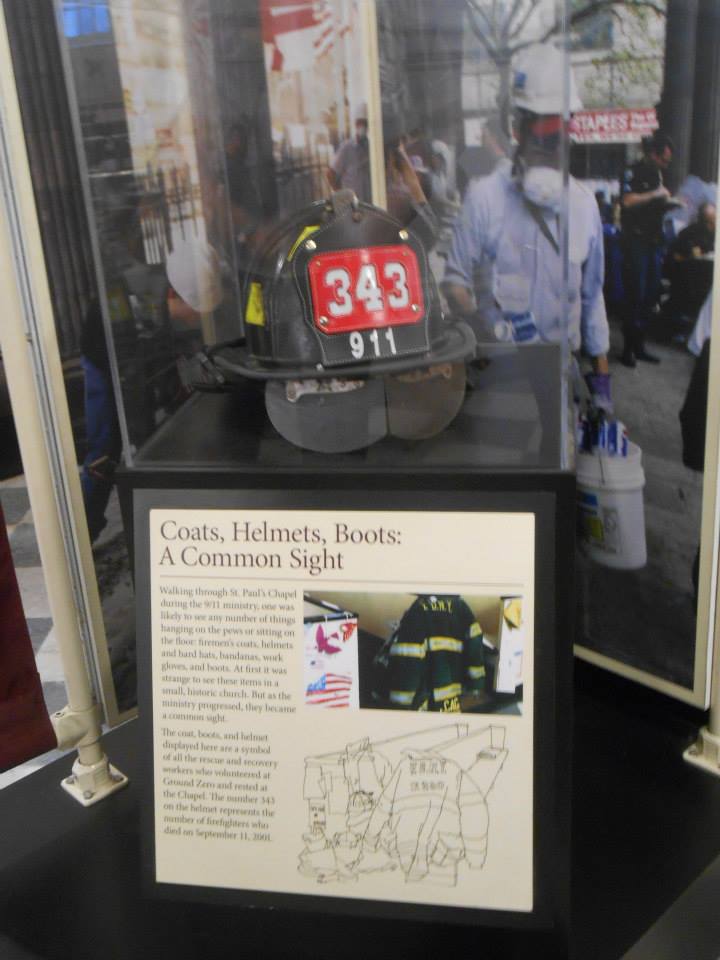 STAPLES
343
911
Coats, Helmets, Boots:
A Common Sight
Walking through St. Paul's Chapel
during the 9/11 ministry, one was
likely to see any number of things
hanging on the pews or sitting on
the floor: firemen's coats, helmets
and hard hats, bandanas, work
gloves, and boots. At first it was
strange to see these items in a
small, historic church. But as the
ministry progressed, they became
a common sight.
The coat, boots, and helmet
displayed here are a symbol
of all the rescue and recovery
workers who volunteered at
Ground Zero and rested at
the Chapel. The number 343
on the helmet represents the
number of firefighters who
died on September 11, 2001.